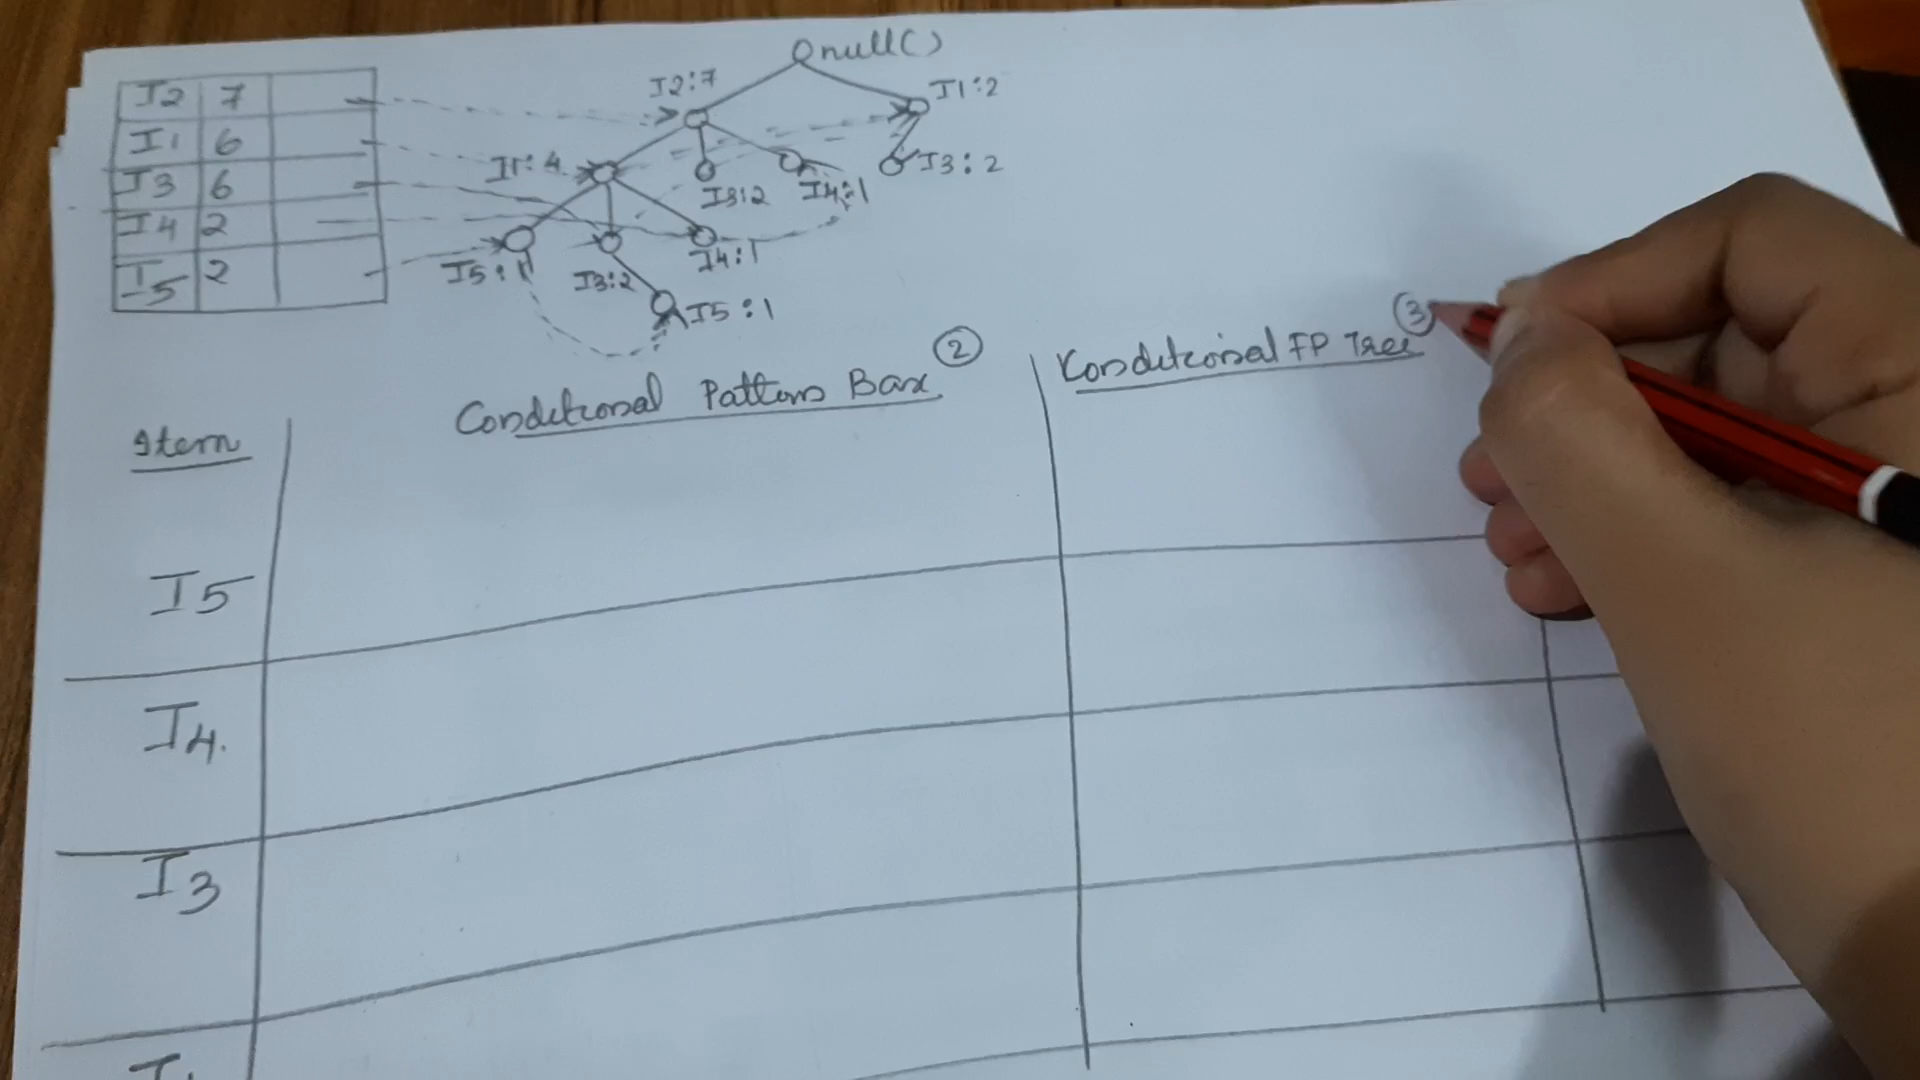 I2 7
I1 6
I3 6
I4 2
I5 2
null()
I2:7
I1:2
I1:4
I3:2
I4:1
I3:2
I5:1
I3:2
I4:1
I5:1
Item
Conditional Pattern Base 2
Conditional FP Tree 3
I5
I4.
I3